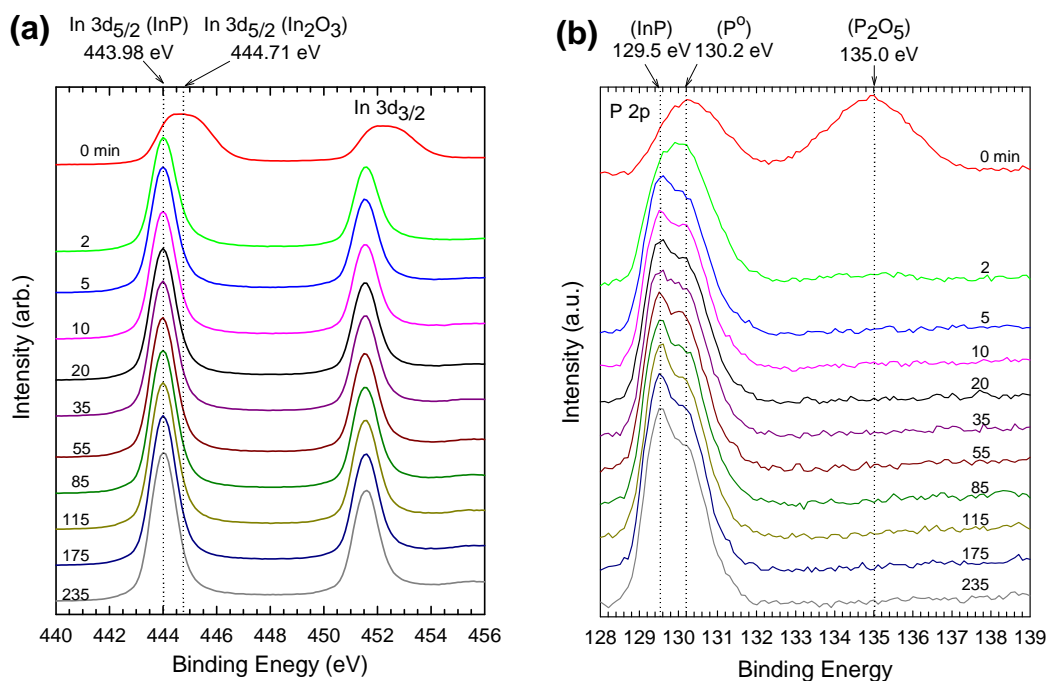 (a)
In 3d5/2 (InP)
443.98 eV
In 3d5/2 (In2O3)
444.71 eV
In 3d3/2
0 min
2
5
10
20
35
55
85
115
175
235
Intensity (arb.)
440 442 444 446 448 450 452 454 456
Binding Enegy (eV)
(b)
(InP)
129.5 eV
(P⁰)
130.2 eV
(P2O5)
135.0 eV
P 2p
0 min
2
5
10
20
35
55
85
115
175
235
Intensity (a.u.)
128 129 130 131 132 133 134 135 136 137 138 139
Binding Energy